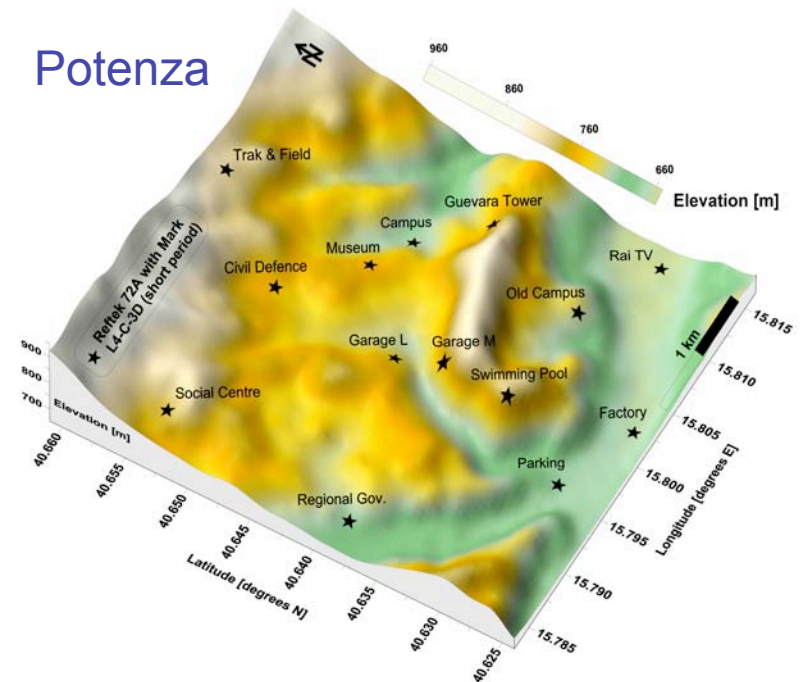 Potenza
N
960
860
760
660
Elevation [m]
Trak & Field
Guevara Tower
Campus
Rai TV
Museum
Civil Defence
Old Campus
Reftek 72A with Mark
L4-C-3D (short period)
Garage L
Garage M
Swimming Pool
Social Centre
Factory
Parking
Regional Gov.
1 km
900
800
700
Elevation [m]
40.660
40.655
40.650
40.645
40.640
40.635
40.630
40.625
Latitude [degrees N]
15.815
15.810
15.805
15.800
15.795
15.790
15.785
Longitude [degrees E]